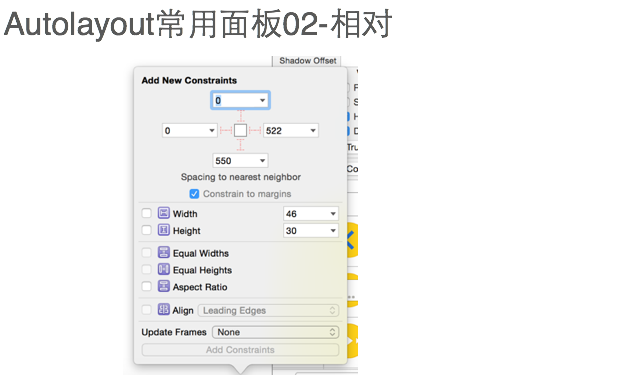 Autolayout常用面板02-相对
Shadow Offset
Add New Constraints
0
0
522
550
Spacing to nearest neighbor
Constrain to margins
Width 46
Height 30
Equal Widths
Equal Heights
Aspect Ratio
Align Leading Edges
Update Frames None
Add Constraints